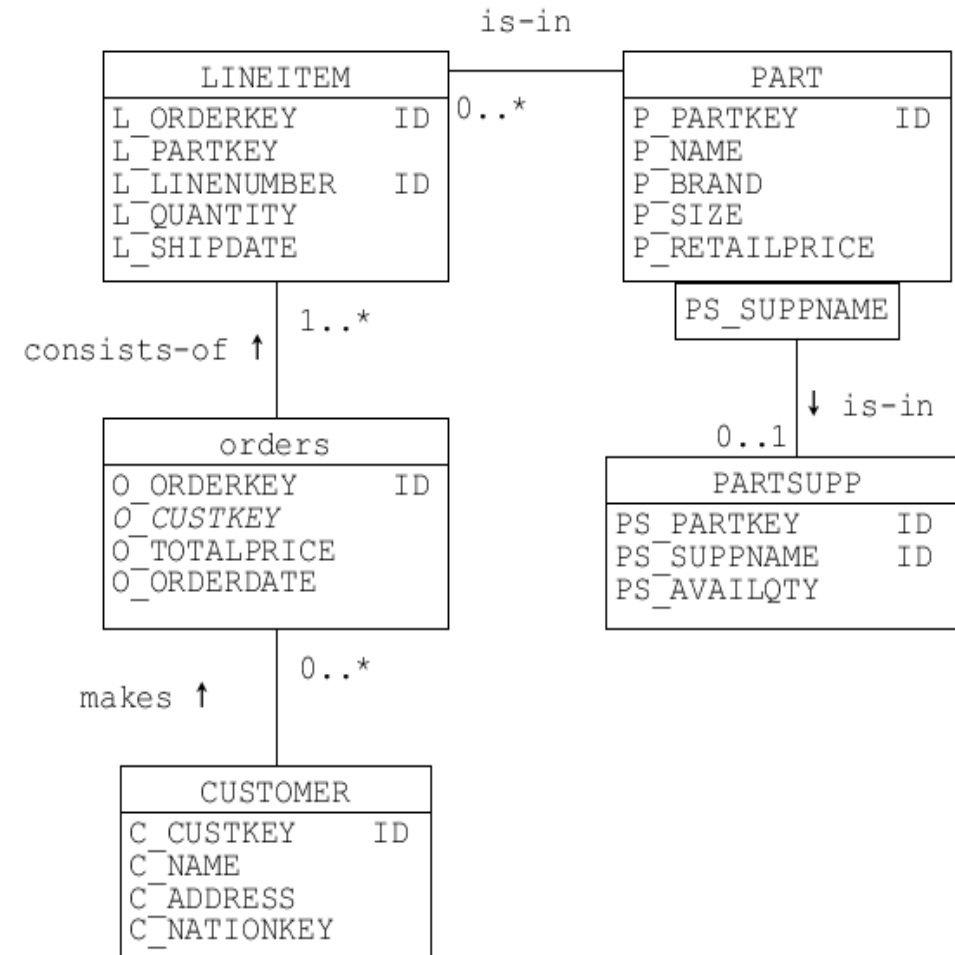 is-in
LINEITEM
L_ORDERKEY ID
L_PARTKEY
L_LINENUMBER ID
L_QUANTITY
L_SHIPDATE
0..*
PART
P_PARTKEY ID
P_NAME
P_BRAND
P_SIZE
P_RETAILPRICE
PS_SUPPNAME
1..*
consists-of ↑
↓ is-in
0..1
orders
O_ORDERKEY ID
O_CUSTKEY
O_TOTALPRICE
O_ORDERDATE
PARTSUPP
PS_PARTKEY ID
PS_SUPPNAME ID
PS_AVAILQTY
0..*
makes ↑
CUSTOMER
C_CUSTKEY ID
C_NAME
C_ADDRESS
C_NATIONKEY